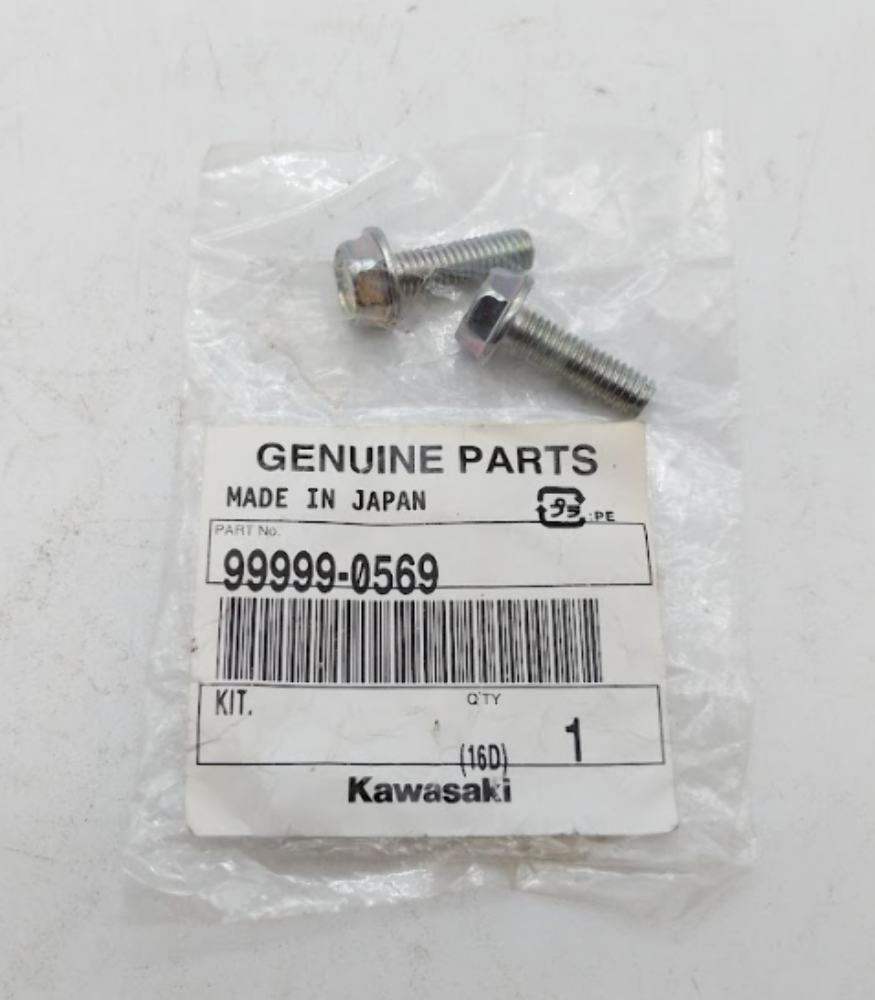 GENUINE PARTS
MADE IN JAPAN
プラ :PE
PART No.
99999-0569
KIT.
Q'TY
(16D) 1
Kawasaki